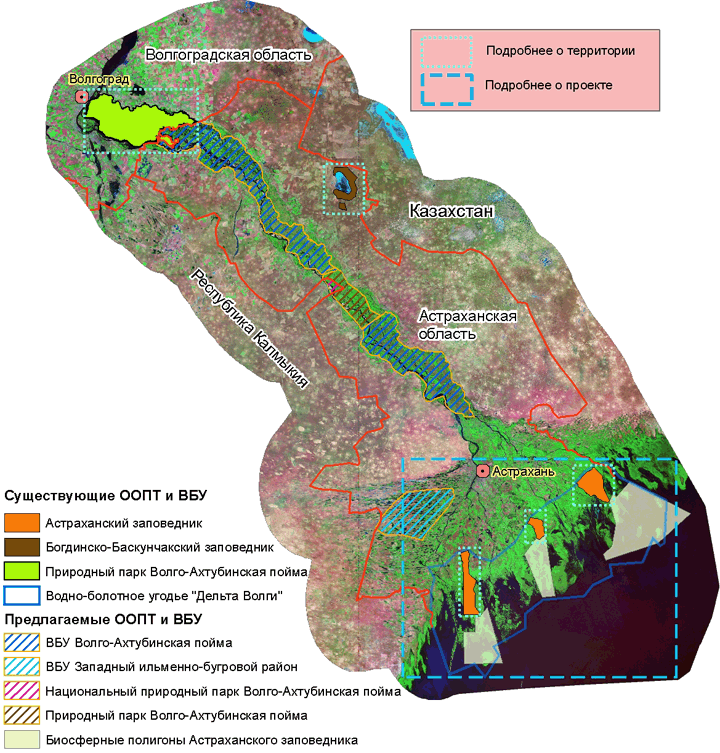 Волгоградская область
Подробнее о территории
Волгоград
Подробнее о проекте
Казахстан
Республика Калмыкия
Астраханская
область
Астрахань
Существующие ООПТ и ВБУ
Астраханский заповедник
Богдинско-Баскунчакский заповедник
Природный парк Волго-Ахтубинская пойма
Водно-болотное угодье "Дельта Волги"
Предлагаемые ООПТ и ВБУ
ВБУ Волго-Ахтубинская пойма
ВБУ Западный ильменно-бугровой район
Национальный природный парк Волго-Ахтубинская пойма
Природный парк Волго-Ахтубинская пойма
Биосферные полигоны Астраханского заповедника